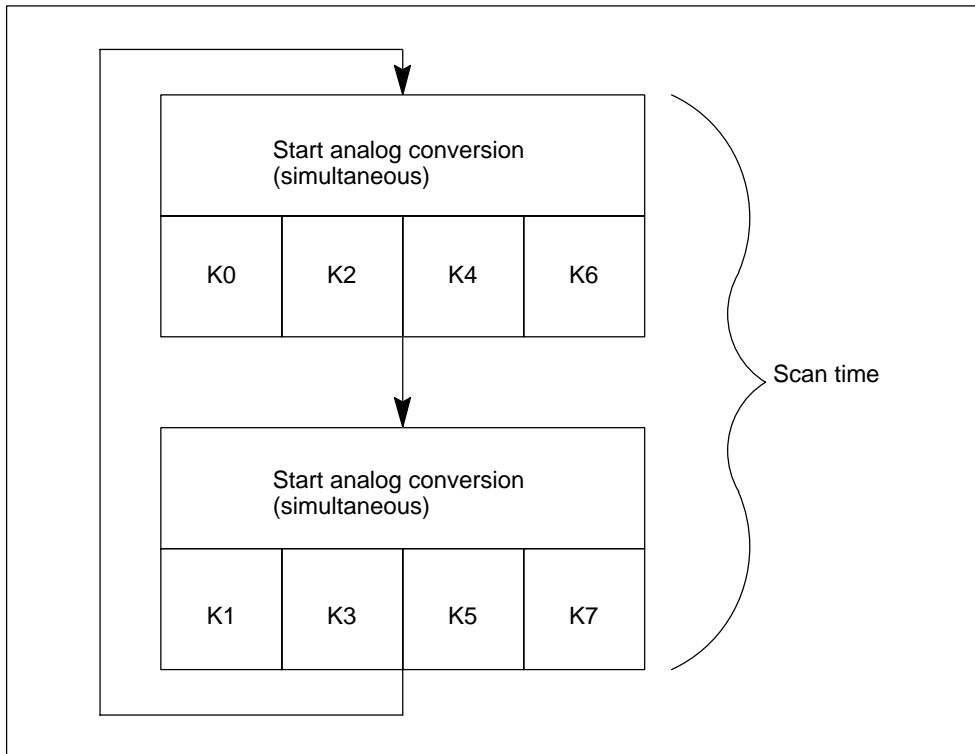 Start analog conversion
(simultaneous)
K0 K2 K4 K6
Scan time
Start analog conversion
(simultaneous)
K1 K3 K5 K7